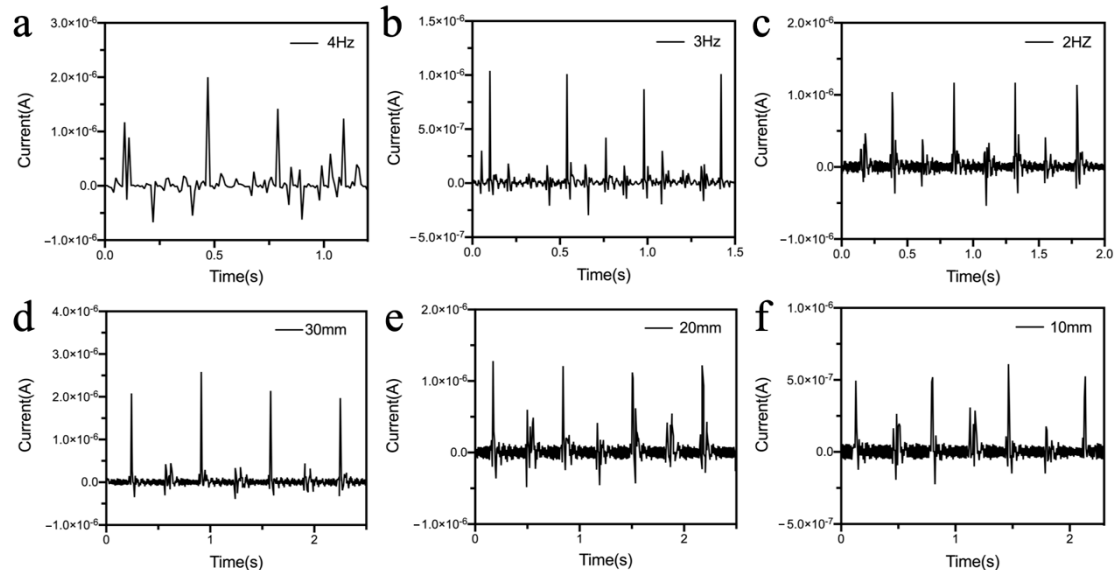 a
3.0×10⁻⁶
2.0×10⁻⁶
1.0×10⁻⁶
0.0
−1.0×10⁻⁶
0.0
0.5
1.0
Current(A)
Time(s)
4Hz
b
1.5×10⁻⁶
1.0×10⁻⁶
5.0×10⁻⁷
0.0
−5.0×10⁻⁷
0.0
0.5
1.0
1.5
Current(A)
Time(s)
3Hz
c
2.0×10⁻⁶
1.0×10⁻⁶
0.0
−1.0×10⁻⁶
0.0
0.5
1.0
1.5
2.0
Current(A)
Time(s)
2HZ
d
4.0×10⁻⁶
3.0×10⁻⁶
2.0×10⁻⁶
1.0×10⁻⁶
0.0
−1.0×10⁻⁶
0
1
2
Current(A)
Time(s)
30mm
e
2.0×10⁻⁶
1.0×10⁻⁶
0.0
−1.0×10⁻⁶
0
1
2
Current(A)
Time(s)
20mm
f
1.0×10⁻⁶
5.0×10⁻⁷
0.0
−5.0×10⁻⁷
0
1
2
Current(A)
Time(s)
10mm